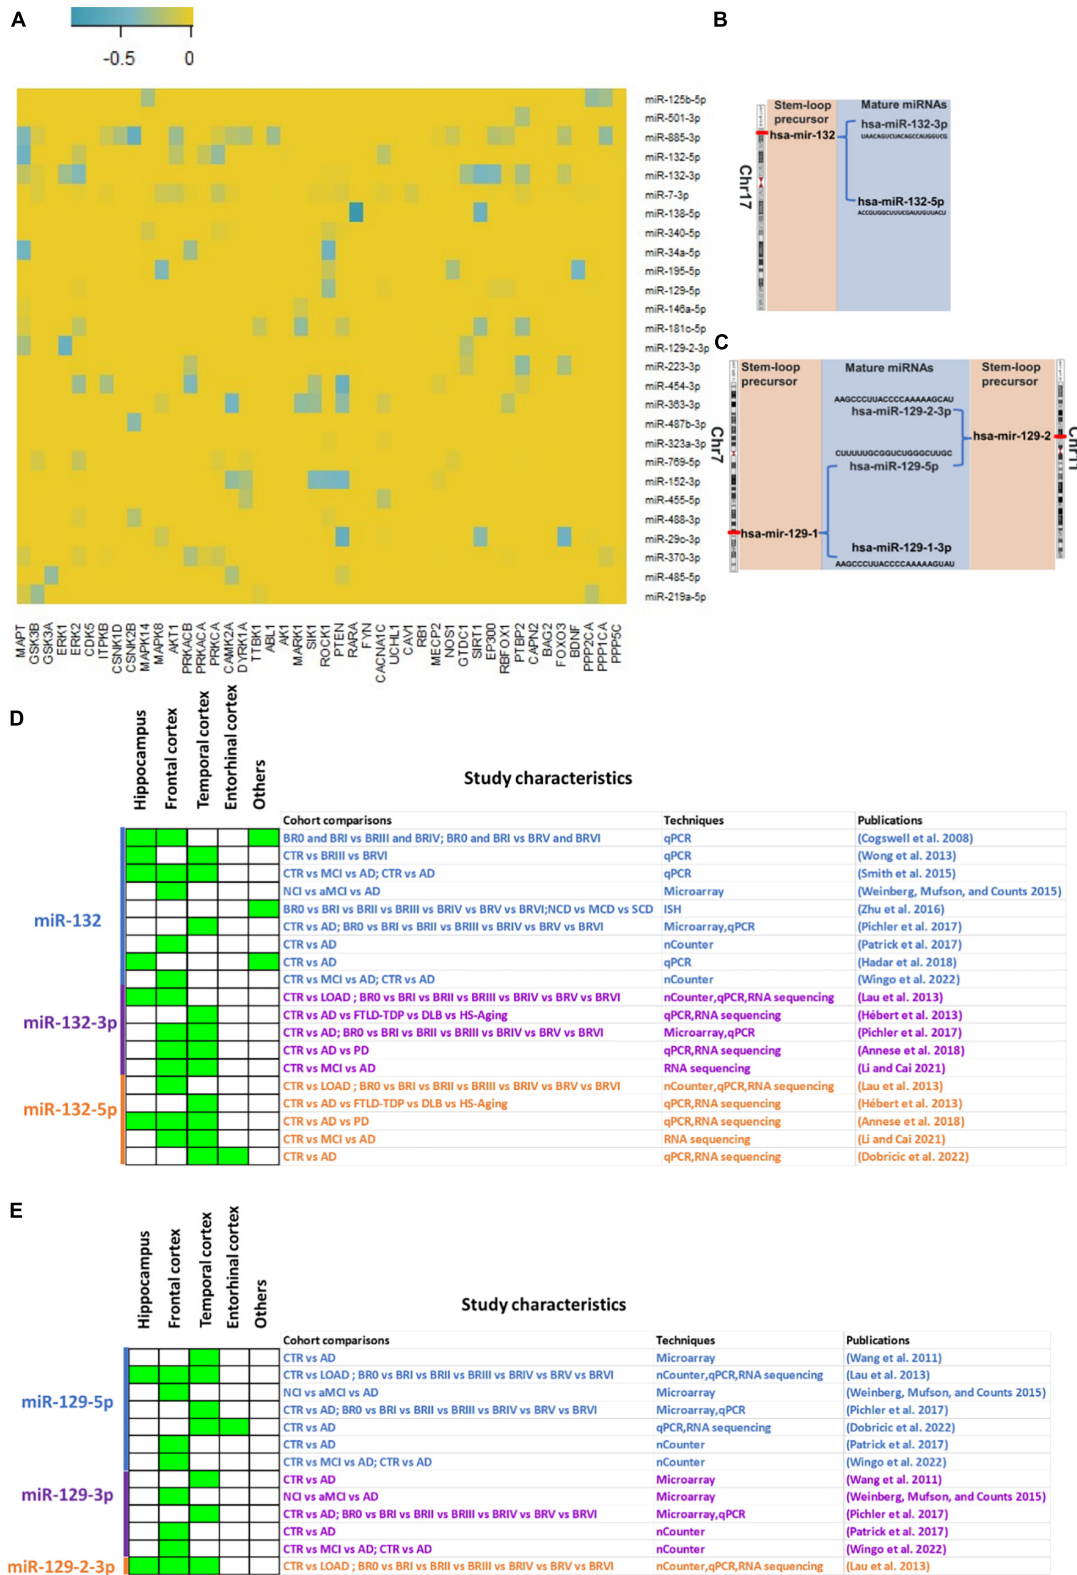 A
-0.5 0
miR-125b-5p
miR-501-3p
miR-885-3p
miR-132-5p
miR-132-3p
miR-7-3p
miR-138-5p
miR-340-5p
miR-34a-5p
miR-195-5p
miR-129-5p
miR-146a-5p
miR-181c-5p
miR-129-2-3p
miR-223-3p
miR-454-3p
miR-363-3p
miR-487b-3p
miR-323a-3p
miR-769-5p
miR-152-3p
miR-455-5p
miR-488-3p
miR-29c-3p
miR-370-3p
miR-485-5p
miR-219a-5p
MAPT
GSK3B
GSK3A
ERK1
ERK2
CDK5
ITPKB
CSNK1D
CSNK2B
MAPK14
MAPK8
AKT1
PRKACB
PRKACA
PRKCA
CAMK2A
DYRK1A
TTBK1
ABL1
AK1
MARK1
SIK1
ROCK1
PTEN
RARA
FYN
CACNA1C
UCHL1
CAV1
RB1
MECP2
NOS1
GTDC1
SIRT1
EP300
RBFOX1
PTBP2
CAPN2
BAG2
FOXO3
BDNF
PPP2CA
PPP1CA
PPP5C
B
Chr17
Stem-loop
precursor
Mature miRNAs
hsa-mir-132
hsa-miR-132-3p
UAACAGUCUACAGCCAUGGUCG
hsa-miR-132-5p
ACCGUGGCUUUCGAUUGUUACU
C
Chr7
Stem-loop
precursor
Mature miRNAs
Stem-loop
precursor
AAGCCCUUACCCCAAAAAGCAU
hsa-miR-129-2-3p
hsa-mir-129-2
CUUUUUGCGGUCUGGGCUUGC
hsa-miR-129-5p
hsa-mir-129-1
hsa-miR-129-1-3p
AAGCCCUUACCCCAAAAAGUAU
Chr11
D
Hippocampus
Frontal cortex
Temporal cortex
Entorhinal cortex
Others
Study characteristics
Cohort comparisons Techniques Publications
miR-132
BR0 and BRI vs BRIII and BRIV; BR0 and BRI vs BRV and BRVI qPCR (Cogswell et al. 2008)
CTR vs BRIII vs BRVI qPCR (Wong et al. 2013)
CTR vs MCI vs AD; CTR vs AD qPCR (Smith et al. 2015)
NCI vs aMCI vs AD Microarray (Weinberg, Mufson, and Counts 2015)
BR0 vs BRI vs BRII vs BRIII vs BRIV vs BRV vs BRVI;NCD vs MCD vs SCD ISH (Zhu et al. 2016)
CTR vs AD; BR0 vs BRI vs BRII vs BRIII vs BRIV vs BRV vs BRVI Microarray,qPCR (Pichler et al. 2017)
CTR vs AD nCounter (Patrick et al. 2017)
CTR vs AD qPCR (Hadar et al. 2018)
CTR vs MCI vs AD; CTR vs AD nCounter (Wingo et al. 2022)
miR-132-3p
CTR vs LOAD ; BR0 vs BRI vs BRII vs BRIII vs BRIV vs BRV vs BRVI nCounter,qPCR,RNA sequencing (Lau et al. 2013)
CTR vs AD vs FTLD-TDP vs DLB vs HS-Aging qPCR,RNA sequencing (Hébert et al. 2013)
CTR vs AD; BR0 vs BRI vs BRII vs BRIII vs BRIV vs BRV vs BRVI Microarray,qPCR (Pichler et al. 2017)
CTR vs AD vs PD qPCR,RNA sequencing (Annese et al. 2018)
CTR vs MCI vs AD RNA sequencing (Li and Cai 2021)
miR-132-5p
CTR vs LOAD ; BR0 vs BRI vs BRII vs BRIII vs BRIV vs BRV vs BRVI nCounter,qPCR,RNA sequencing (Lau et al. 2013)
CTR vs AD vs FTLD-TDP vs DLB vs HS-Aging qPCR,RNA sequencing (Hébert et al. 2013)
CTR vs AD vs PD qPCR,RNA sequencing (Annese et al. 2018)
CTR vs MCI vs AD RNA sequencing (Li and Cai 2021)
CTR vs AD qPCR,RNA sequencing (Dobricic et al. 2022)
E
Hippocampus
Frontal cortex
Temporal cortex
Entorhinal cortex
Others
Study characteristics
Cohort comparisons Techniques Publications
miR-129-5p
CTR vs AD Microarray (Wang et al. 2011)
CTR vs LOAD ; BR0 vs BRI vs BRII vs BRIII vs BRIV vs BRV vs BRVI nCounter,qPCR,RNA sequencing (Lau et al. 2013)
NCI vs aMCI vs AD Microarray (Weinberg, Mufson, and Counts 2015)
CTR vs AD; BR0 vs BRI vs BRII vs BRIII vs BRIV vs BRV vs BRVI Microarray,qPCR (Pichler et al. 2017)
CTR vs AD qPCR,RNA sequencing (Dobricic et al. 2022)
CTR vs AD nCounter (Patrick et al. 2017)
CTR vs MCI vs AD; CTR vs AD nCounter (Wingo et al. 2022)
miR-129-3p
CTR vs AD Microarray (Wang et al. 2011)
NCI vs aMCI vs AD Microarray (Weinberg, Mufson, and Counts 2015)
CTR vs AD; BR0 vs BRI vs BRII vs BRIII vs BRIV vs BRV vs BRVI Microarray,qPCR (Pichler et al. 2017)
CTR vs AD nCounter (Patrick et al. 2017)
CTR vs MCI vs AD; CTR vs AD nCounter (Wingo et al. 2022)
miR-129-2-3p
CTR vs LOAD ; BR0 vs BRI vs BRII vs BRIII vs BRIV vs BRV vs BRVI nCounter,qPCR,RNA sequencing (Lau et al. 2013)